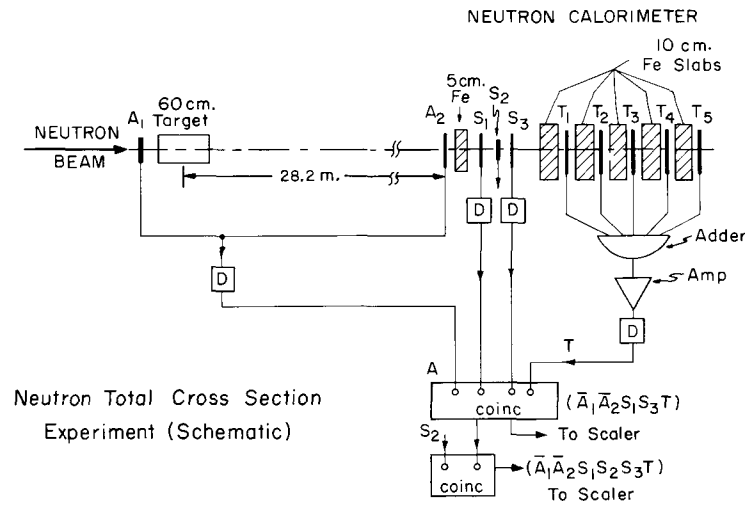 NEUTRON CALORIMETER
10 cm.
Fe Slabs
60 cm.
Target
5 cm.
Fe
A₁
A₂
S₁
S₂
S₃
T₁
T₂
T₃
T₄
T₅
NEUTRON
BEAM
28.2 m.
D
D
D
Adder
Amp
D
T
A
coinc
(Ā₁Ā₂S₁S₃T)
To Scaler
S₂
coinc
(Ā₁Ā₂S₁S₂S₃T)
To Scaler
Neutron Total Cross Section
Experiment (Schematic)